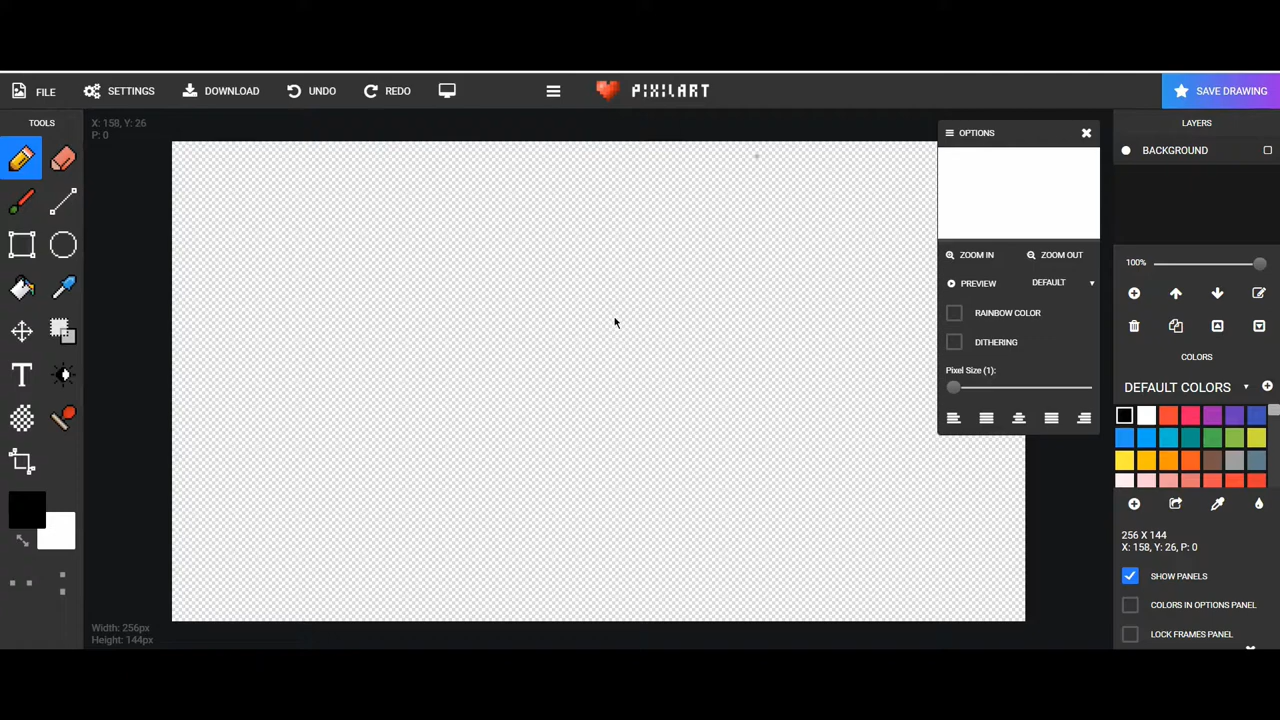 FILE
SETTINGS
DOWNLOAD
UNDO
REDO
PIXILART
SAVE DRAWING
TOOLS
X: 158, Y: 26
P: 0
OPTIONS
ZOOM IN
ZOOM OUT
PREVIEW
DEFAULT
RAINBOW COLOR
DITHERING
Pixel Size (1):
T
LAYERS
BACKGROUND
100%
COLORS
DEFAULT COLORS
256 X 144
X: 158, Y: 26, P: 0
SHOW PANELS
COLORS IN OPTIONS PANEL
LOCK FRAMES PANEL
Width: 256px
Height: 144px